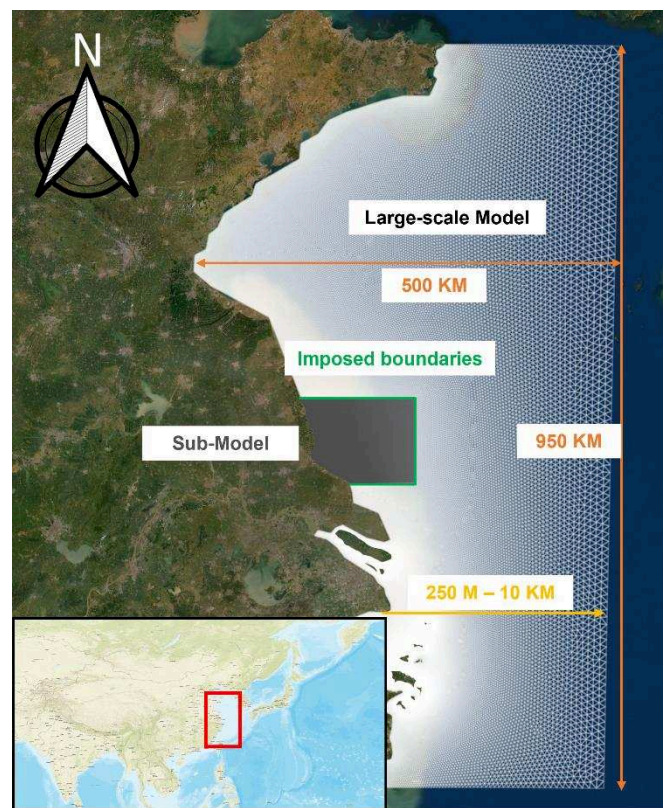 N
Large-scale Model
500 KM
Imposed boundaries
Sub-Model
950 KM
250 M – 10 KM